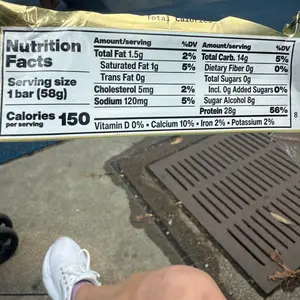 Total Calories
Nutrition Facts
Serving size
1 bar (58g)
Calories per serving 150
Amount/serving %DV
Total Fat 1.5g 2%
Saturated Fat 1g 5%
Trans Fat 0g
Cholesterol 5mg 2%
Sodium 120mg 5%
Amount/serving %DV
Total Carb. 14g 5%
Dietary Fiber 0g 0%
Total Sugars 0g
Incl. 0g Added Sugars 0%
Sugar Alcohol 8g
Protein 28g 56%
Vitamin D 0% • Calcium 10% • Iron 2% • Potassium 2%
8